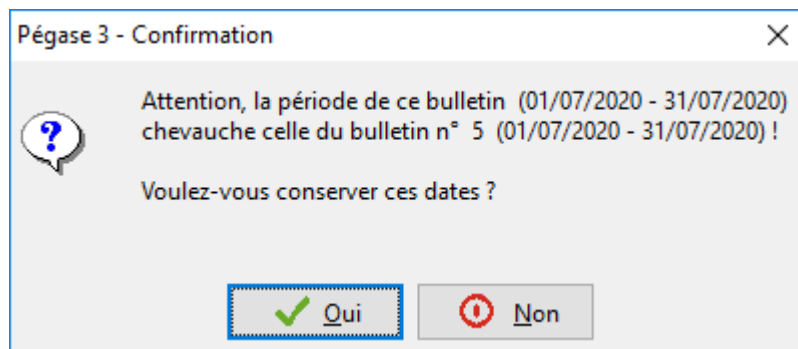 Pégase 3 - Confirmation
Attention, la période de ce bulletin (01/07/2020 - 31/07/2020)
chevauche celle du bulletin n° 5 (01/07/2020 - 31/07/2020) !
Voulez-vous conserver ces dates ?
Oui
Non